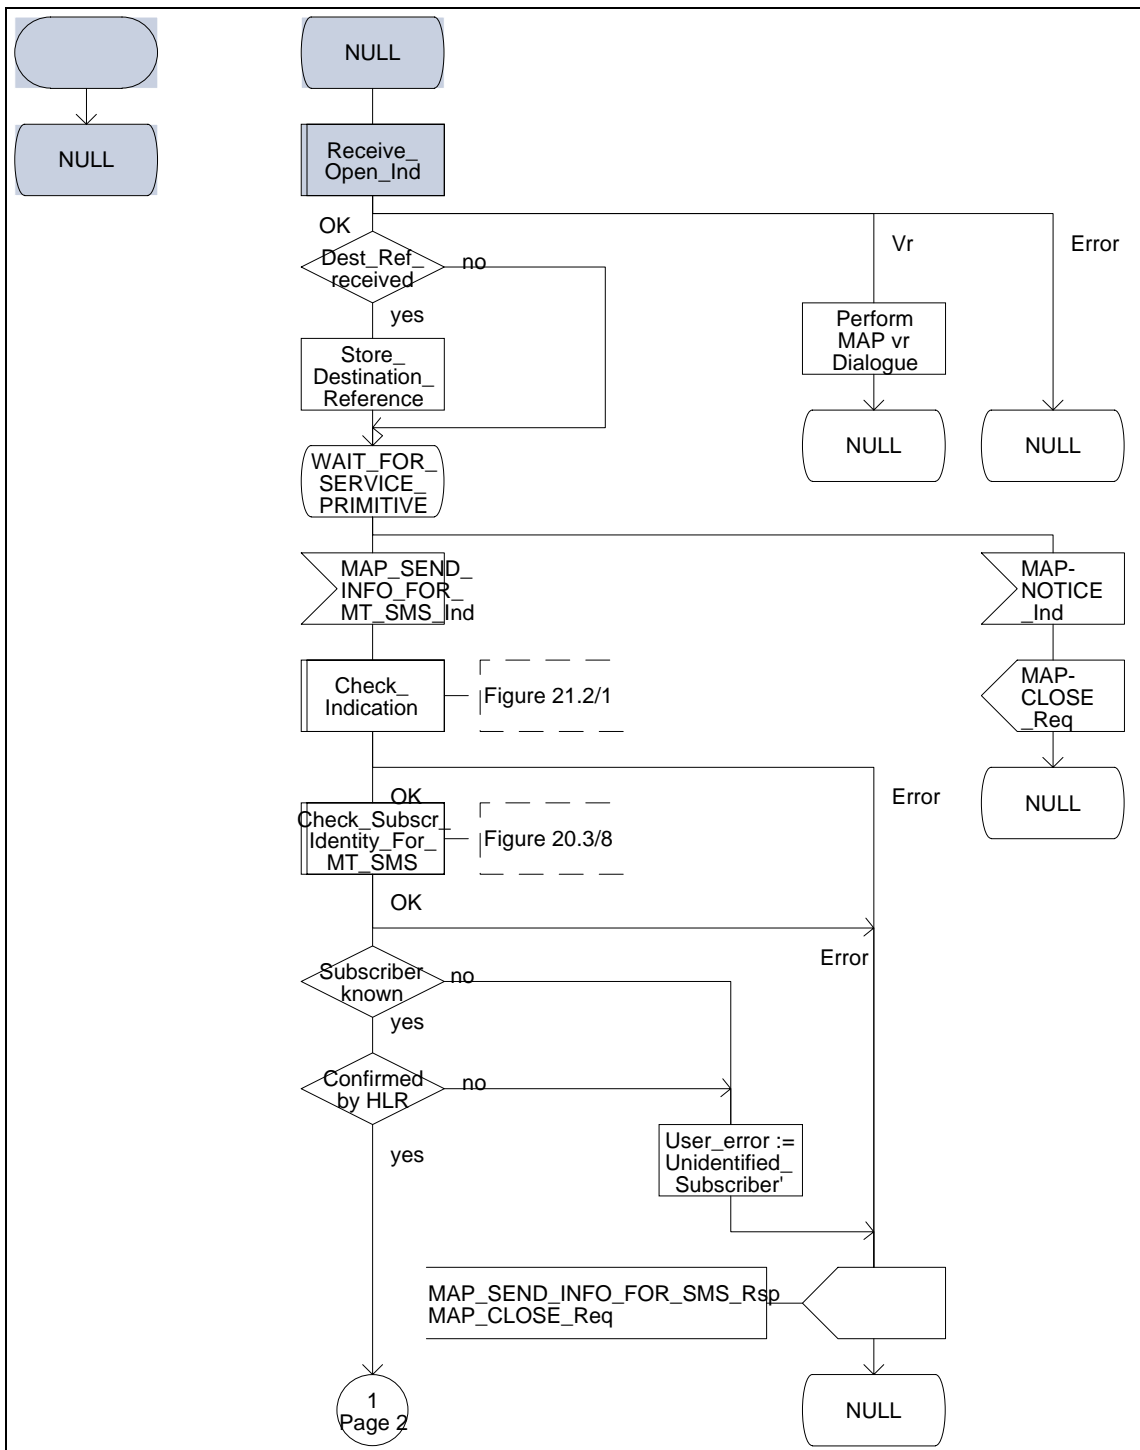 NULL
NULL
Receive_
Open_Ind
OK
Vr
Error
Dest_Ref_
received
no
yes
Store_
Destination_
Reference
Perform
MAP vr
Dialogue
NULL
NULL
WAIT_FOR_
SERVICE_
PRIMITIVE
MAP_SEND_
INFO_FOR_
MT_SMS_Ind
MAP-
NOTICE
_Ind
Check_
Indication
Figure 21.2/1
MAP-
CLOSE
_Req
OK
Error
NULL
Check_Subscr_
Identity_For_
MT_SMS
Figure 20.3/8
OK
Error
Subscriber
known
no
yes
Confirmed
by HLR
no
yes
User_error :=
Unidentified_
Subscriber'
MAP_SEND_INFO_FOR_SMS_Rsp
MAP_CLOSE_Req
1
Page 2
NULL